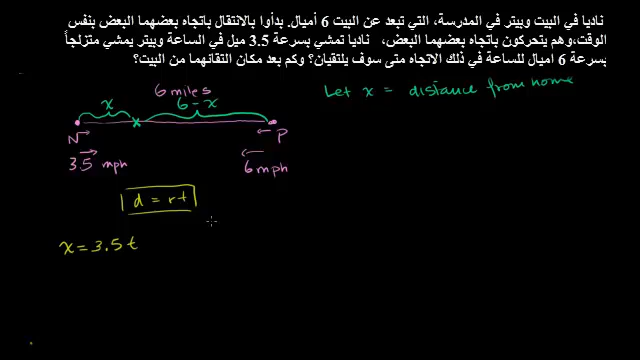 ناديا في البيت وبيتر في المدرسة، التي تبعد عن البيت 6 أميال. بدأوا بالانتقال باتجاه بعضهما البعض بنفس
الوقت،وهم يتحركون باتجاه بعضهما البعض، ناديا تمشي بسرعة 3.5 ميل في الساعة وبيتر يمشي متزلجاً
بسرعة 6 اميال للساعة في ذلك الاتجاه متى سوف يلتقيان؟ وكم بعد مكان التقائهما من البيت؟
6 miles
Let x = distance from home
x
6 - x
N
P
3.5 mph
6 mph
d = rt
x = 3.5 t